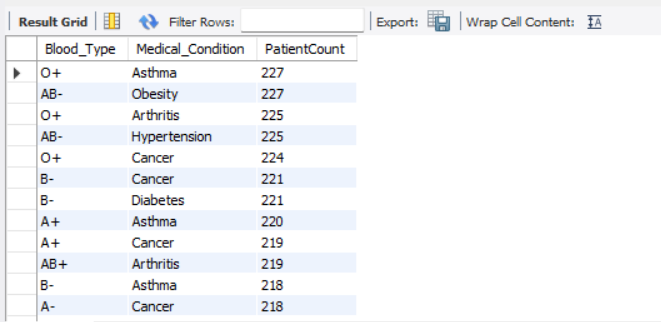 Result Grid Filter Rows: Export: Wrap Cell Content: IA
Blood_Type Medical_Condition PatientCount
O+ Asthma 227
AB- Obesity 227
O+ Arthritis 225
AB- Hypertension 225
O+ Cancer 224
B- Cancer 221
B- Diabetes 221
A+ Asthma 220
A+ Cancer 219
AB+ Arthritis 219
B- Asthma 218
A- Cancer 218